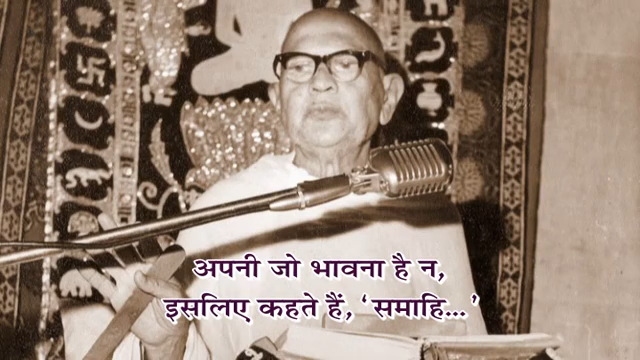 अपनी जो भावना है न,
इसलिए कहते हैं, ‘समाहि...’